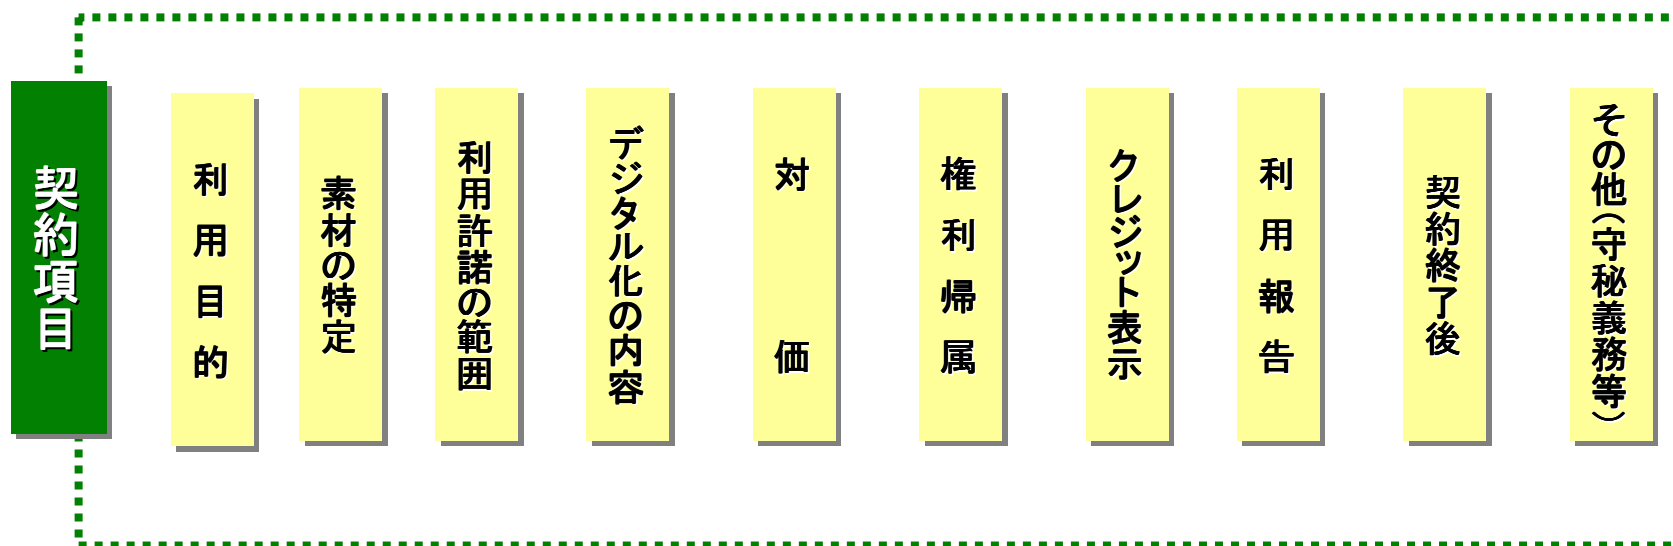 契約項目
利用目的
素材の特定
利用許諾の範囲
デジタル化の内容
対価
権利帰属
クレジット表示
利用報告
契約終了後
その他（守秘義務等）